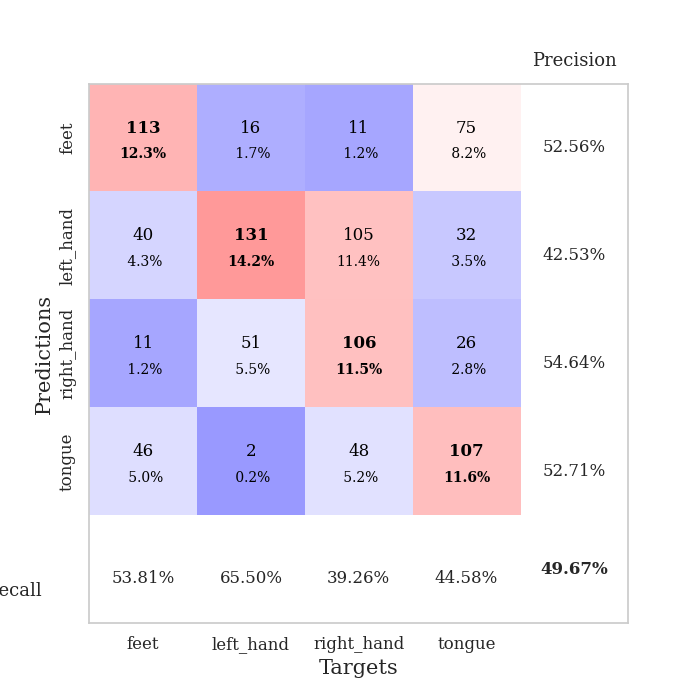 Precision
feet
113 16 11 75
12.3% 1.7% 1.2% 8.2%
52.56%
left_hand
40 131 105 32
4.3% 14.2% 11.4% 3.5%
42.53%
right_hand
11 51 106 26
1.2% 5.5% 11.5% 2.8%
54.64%
tongue
46 2 48 107
5.0% 0.2% 5.2% 11.6%
52.71%
Predictions
ecall
53.81% 65.50% 39.26% 44.58% 49.67%
feet left_hand right_hand tongue
Targets